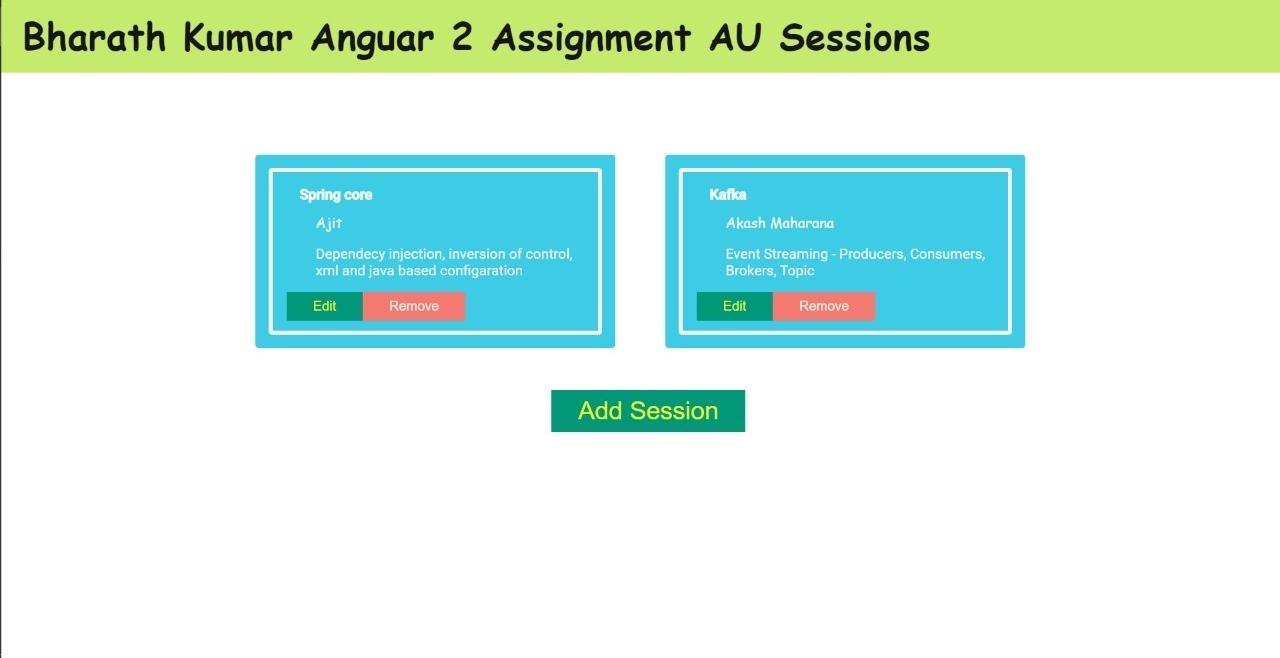 Bharath Kumar Anguar 2 Assignment AU Sessions
Spring core
Ajit
Dependecy injection, inversion of control,
xml and java based configaration
Edit Remove
Kafka
Akash Maharana
Event Streaming - Producers, Consumers,
Brokers, Topic
Edit Remove
Add Session